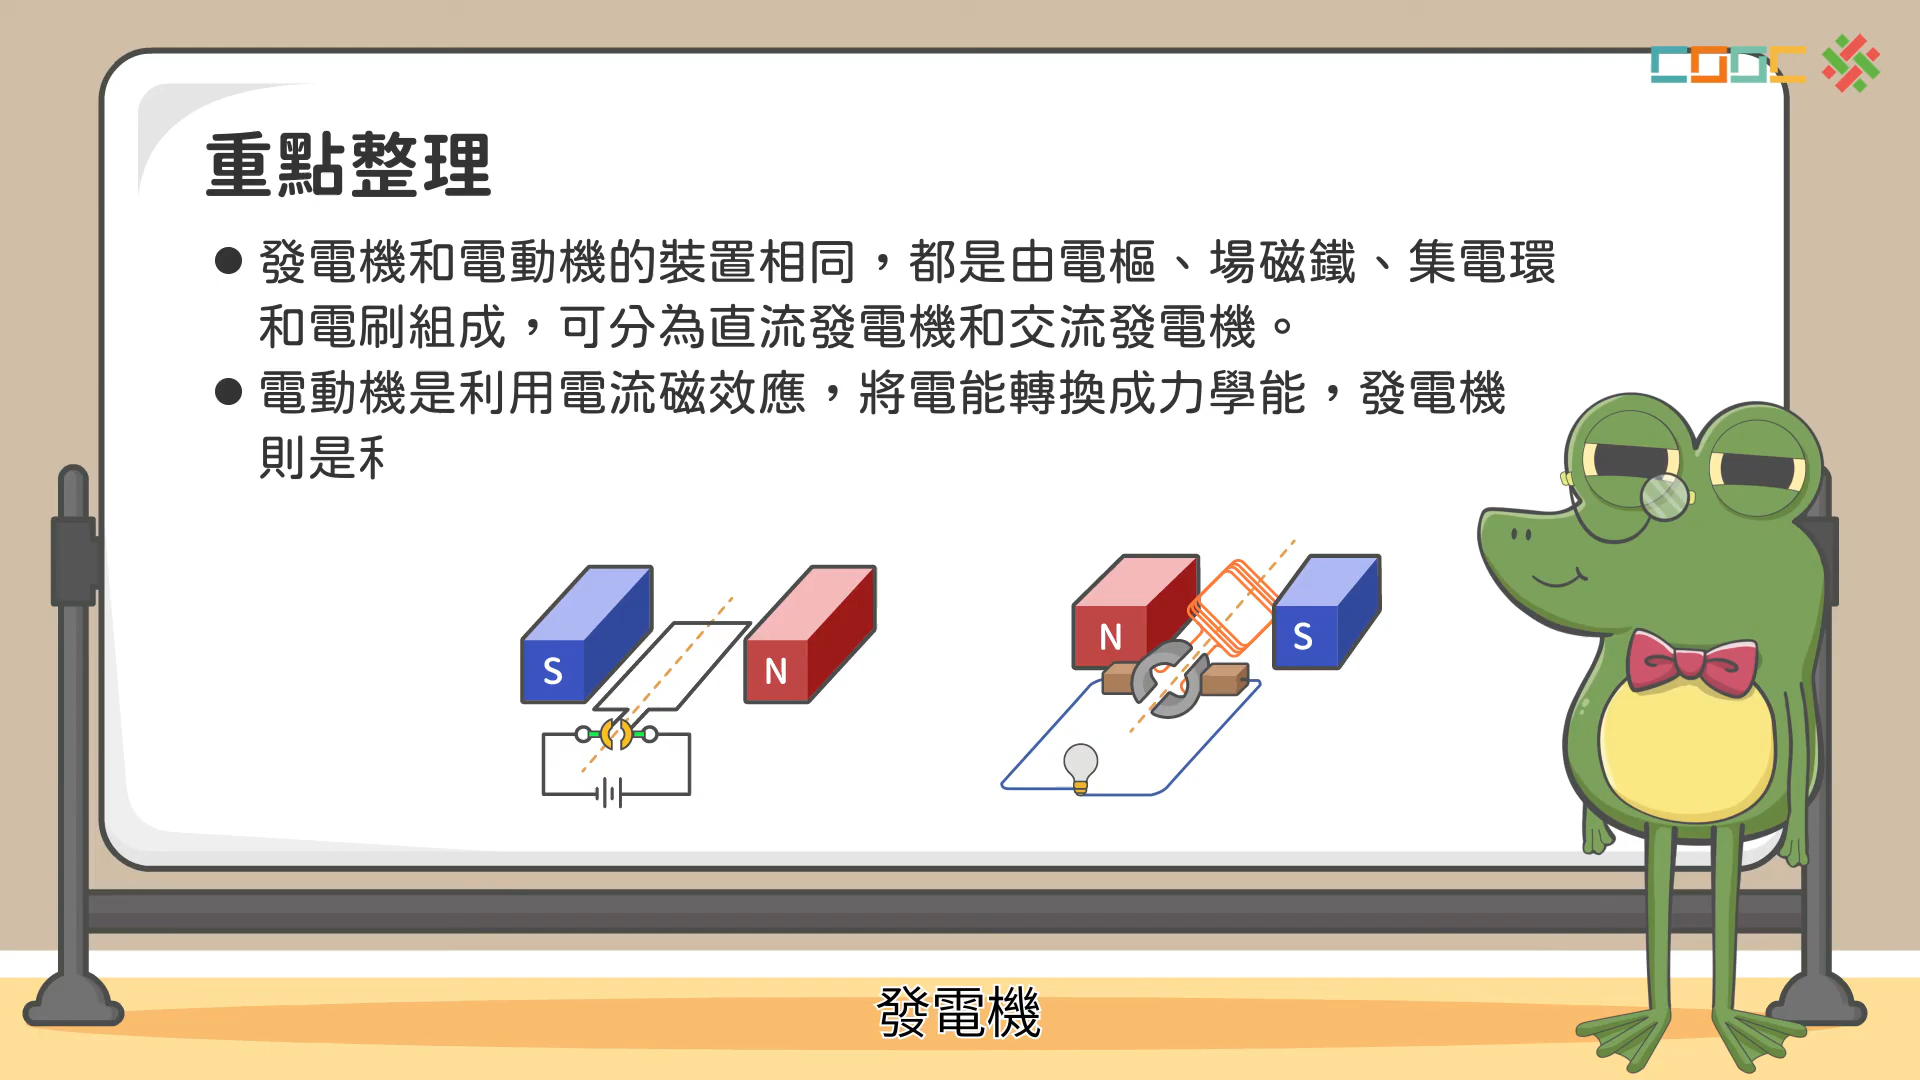 COOC
重點整理
● 發電機和電動機的裝置相同，都是由電樞、場磁鐵、集電環
和電刷組成，可分為直流發電機和交流發電機。
● 電動機是利用電流磁效應，將電能轉換成力學能，發電機
則是
S
N
N
S
發電機